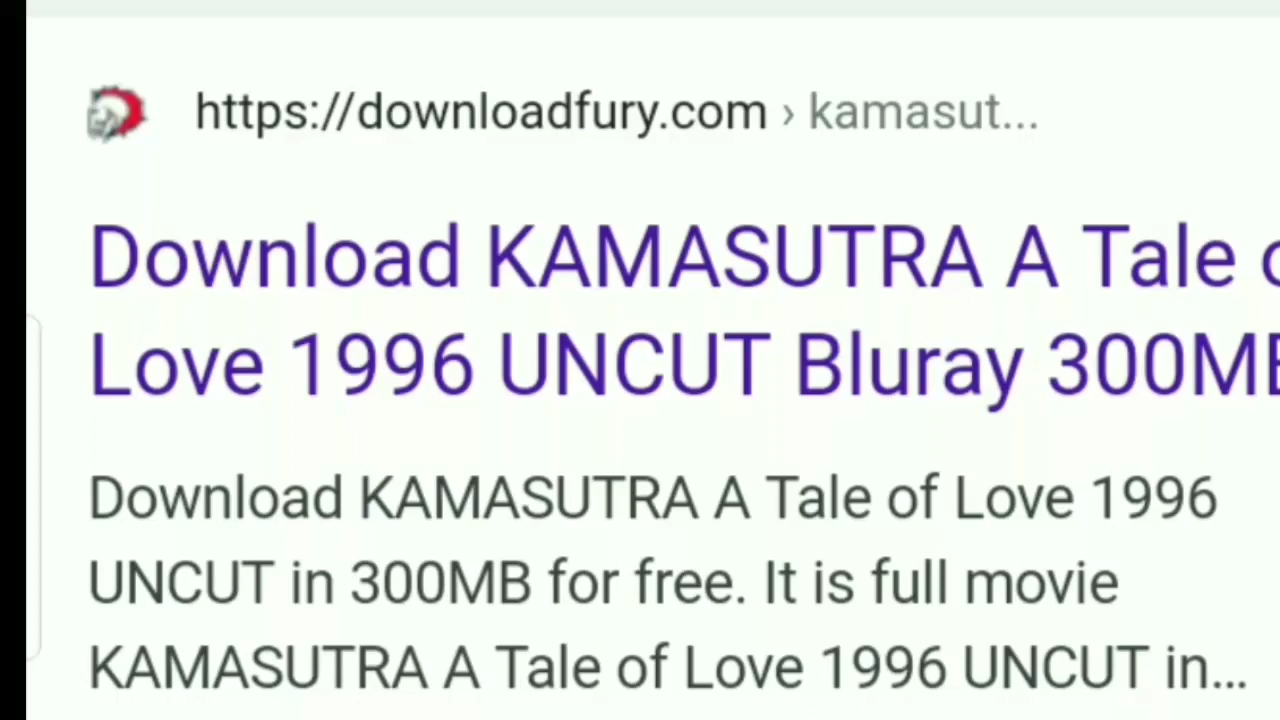 https://downloadfury.com › kamasut...
Download KAMASUTRA A Tale
Love 1996 UNCUT Bluray 300MB
Download KAMASUTRA A Tale of Love 1996
UNCUT in 300MB for free. It is full movie
KAMASUTRA A Tale of Love 1996 UNCUT in...